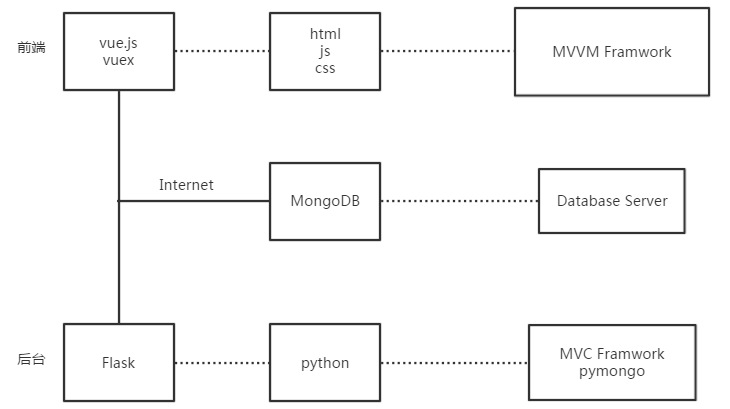 前端
vue.js
vuex
html
js
css
MVVM Framwork
Internet
MongoDB
Database Server
后台
Flask
python
MVC Framwork
pymongo